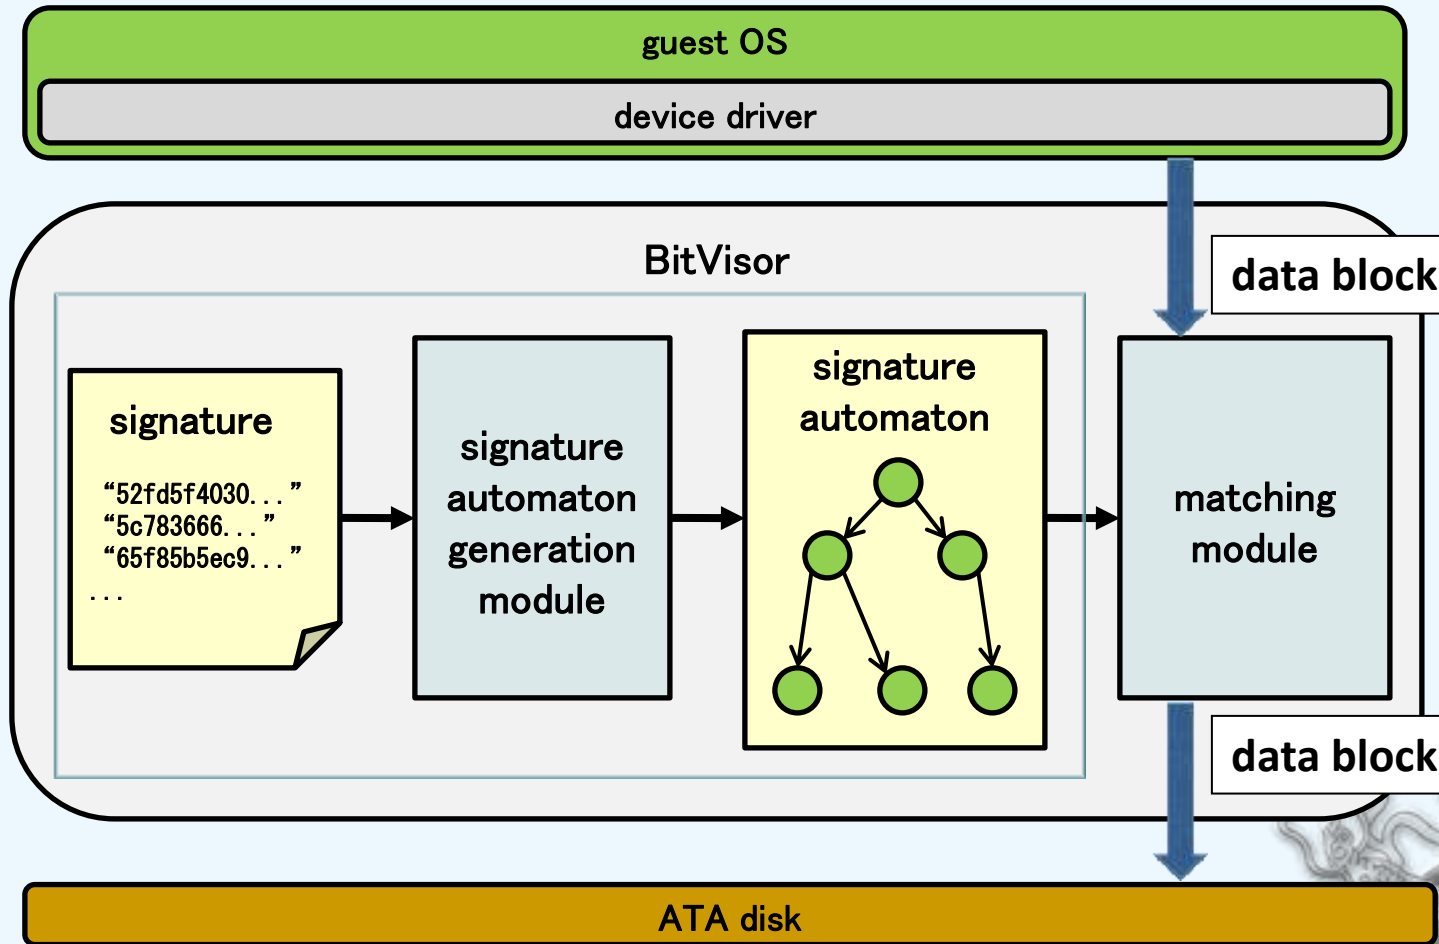 guest OS
device driver
BitVisor
data block
signature
“52fd5f4030...”
“5c783666...”
“65f85b5ec9...”
...
signature
automaton
generation
module
signature
automaton
matching
module
data block
ATA disk